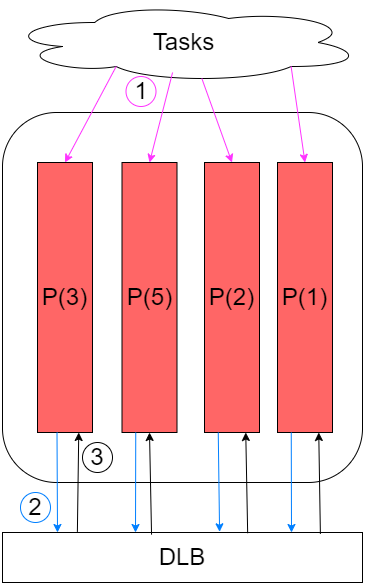 Tasks
1
P(3)
P(5)
P(2)
P(1)
3
2
DLB